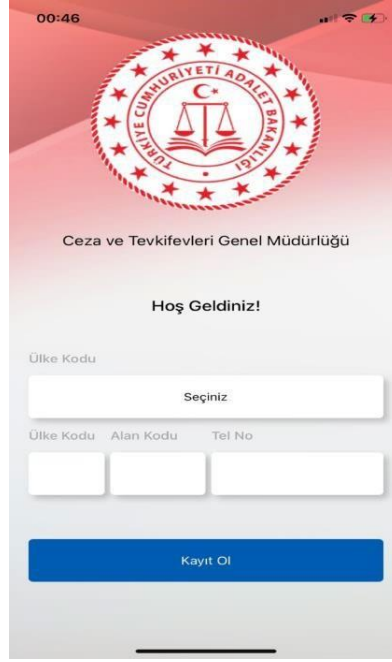 00:46
TÜRKİYE CUMHURİYETİ ADALET BAKANLIĞI
Ceza ve Tevkifevleri Genel Müdürlüğü
Hoş Geldiniz!
Ülke Kodu
Seçiniz
Ülke Kodu Alan Kodu Tel No
Kayıt Ol